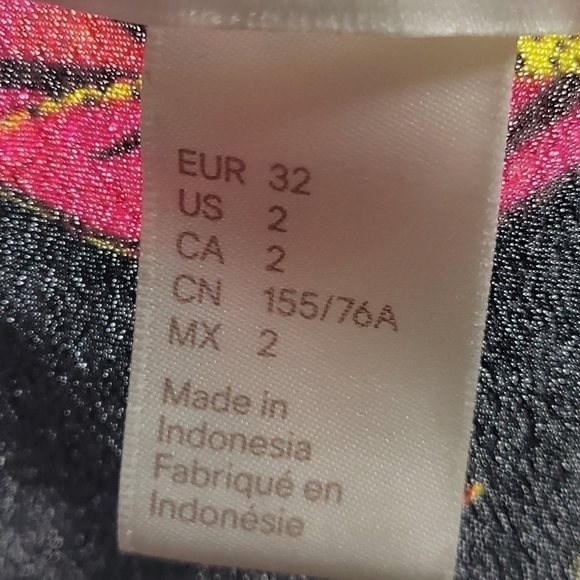 EUR 32
US 2
CA 2
CN 155/76A
MX 2
Made in
Indonesia
Fabriqué en
Indonésie